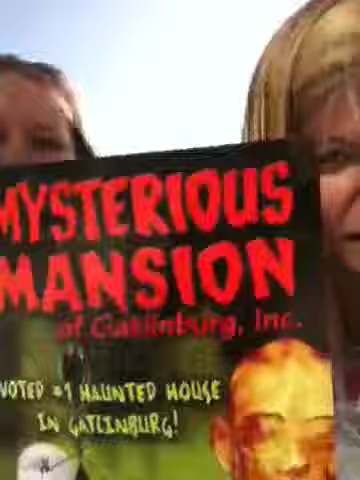 MYSTERIOUS
MANSION
of Gatlinburg, Inc.
VOTED #1 HAUNTED HOUSE
IN GATLINBURG!